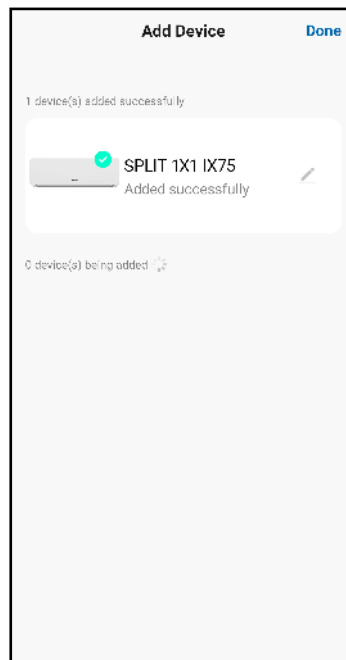 Add Device
Done
1 device(s) added successfully
SPLIT 1X1 IX75
Added successfully
0 device(s) being added